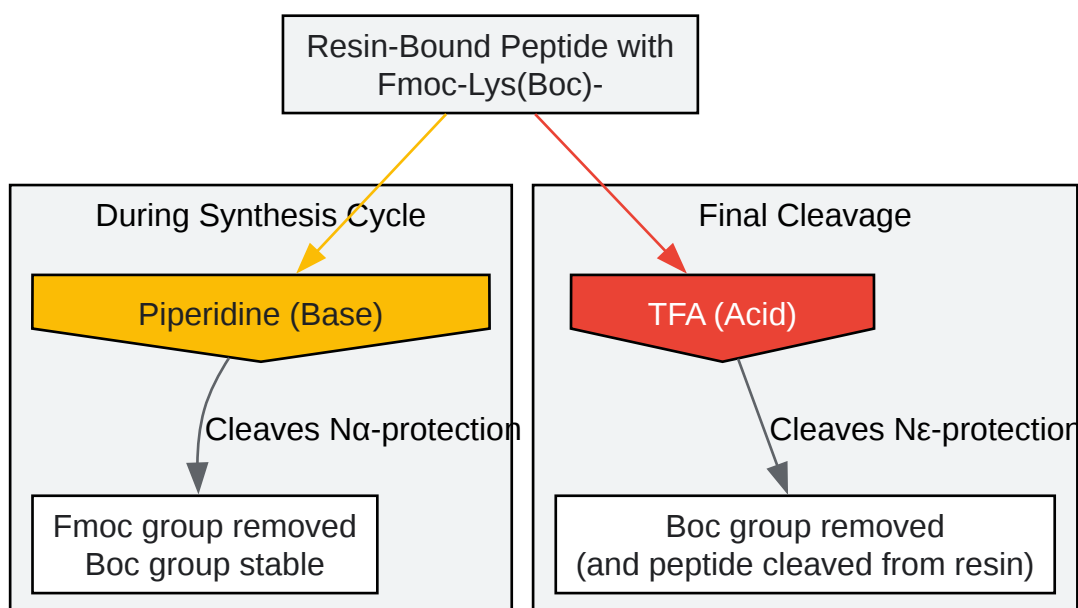 Resin-Bound Peptide with
Fmoc-Lys(Boc)-
During Synthesis Cycle
Final Cleavage
Piperidine (Base)
TFA (Acid)
Cleaves Nα-protection
Cleaves Nε-protection
Fmoc group removed
Boc group stable
Boc group removed
(and peptide cleaved from resin)